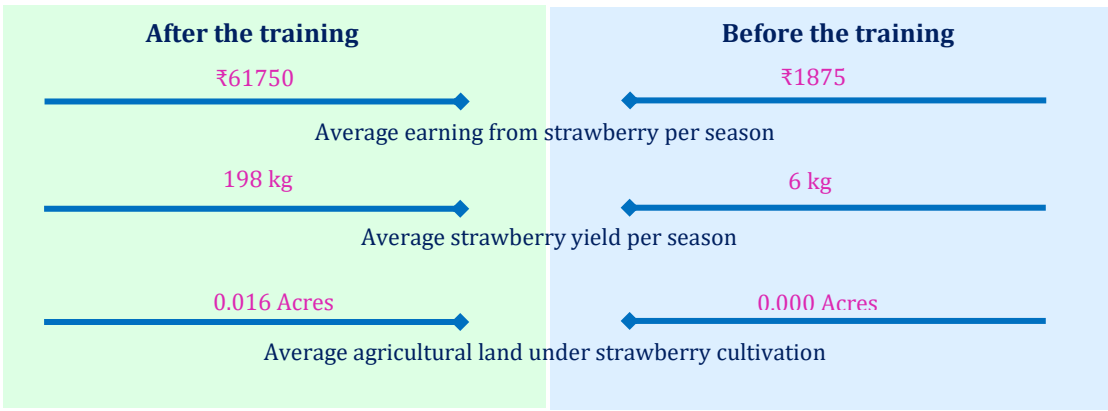 After the training
Before the training
₹61750
₹1875
Average earning from strawberry per season
198 kg
6 kg
Average strawberry yield per season
0.016 Acres
0.000 Acres
Average agricultural land under strawberry cultivation